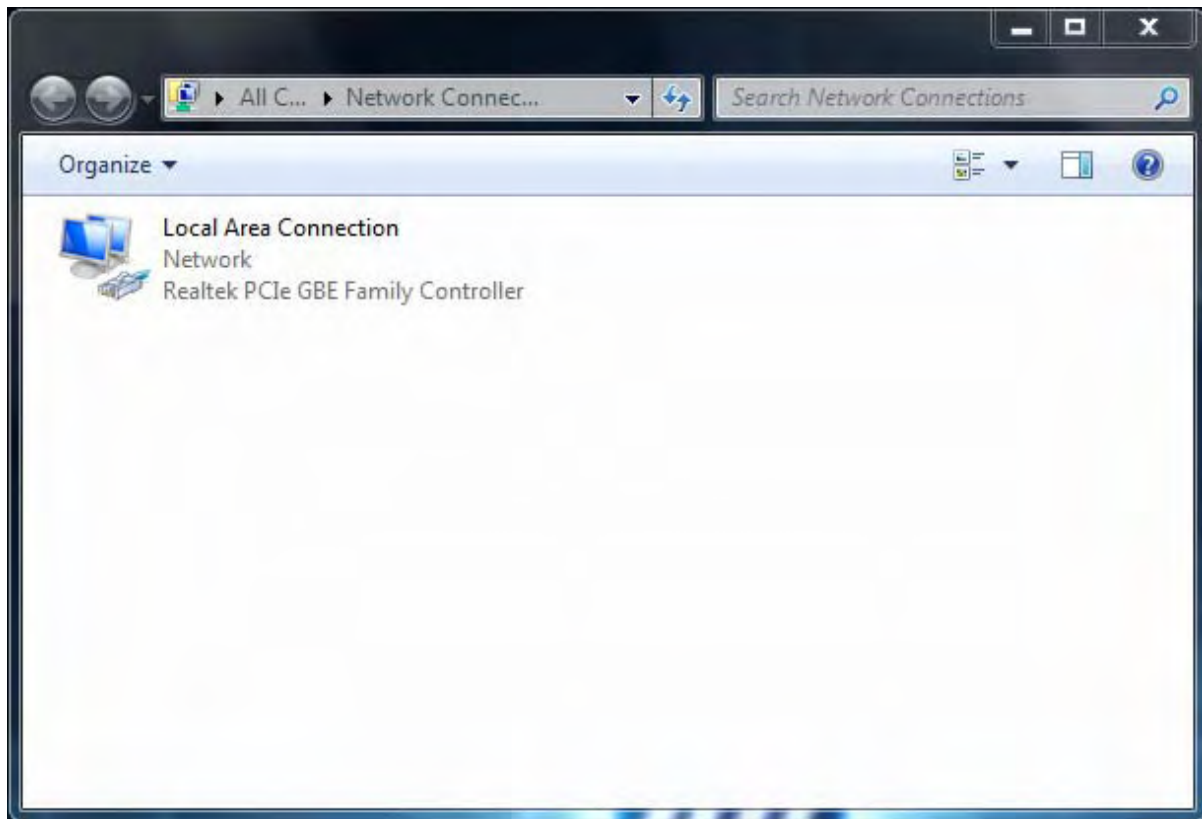 All C... Network Connec...
Search Network Connections
Organize
Local Area Connection
Network
Realtek PCIe GBE Family Controller